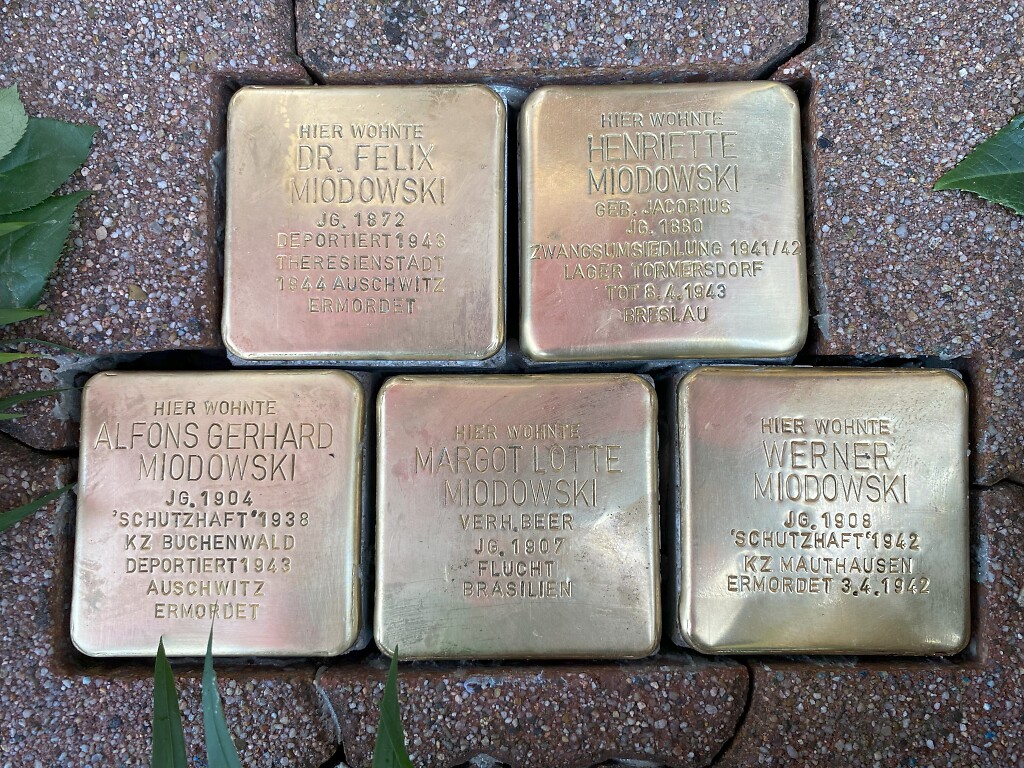 HIER WOHNTE
DR. FELIX
MIODOWSKI
JG. 1872
DEPORTIERT 1943
THERESIENSTADT
1944 AUSCHWITZ
ERMORDET
HIER WOHNTE
HENRIETTE
MIODOWSKI
GEB. JACOBIUS
JG. 1880
ZWANGSUMSIEDLUNG 1941/42
LAGER TORMERSDORF
TOT 8.4.1943
BRESLAU
HIER WOHNTE
ALFONS GERHARD
MIODOWSKI
JG. 1904
'SCHUTZHAFT' 1938
KZ BUCHENWALD
DEPORTIERT 1943
AUSCHWITZ
ERMORDET
HIER WOHNTE
MARGOT LOTTE
MIODOWSKI
VERH. BEER
JG. 1907
FLUCHT
BRASILIEN
HIER WOHNTE
WERNER
MIODOWSKI
JG. 1908
'SCHUTZHAFT' 1942
KZ MAUTHAUSEN
ERMORDET 3.4.1942